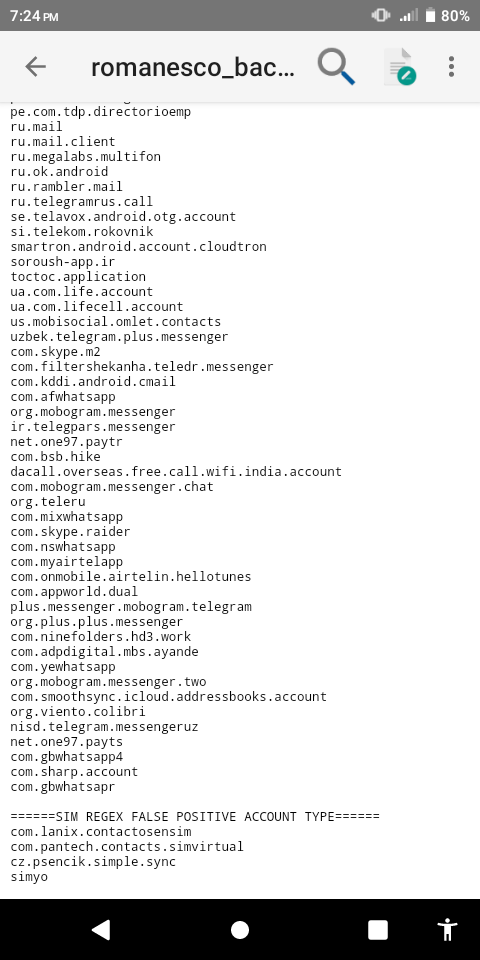 7:24 PM
80%
romanesco_bac...
pe.com.tdp.directorioemp
ru.mail
ru.mail.client
ru.megalabs.multifon
ru.ok.android
ru.rambler.mail
ru.telegramrus.call
se.telavox.android.otg.account
si.telekom.rokovnik
smartron.android.account.cloudtron
soroush-app.ir
toctoc.application
ua.com.life.account
ua.com.lifecell.account
us.mobisocial.omlet.contacts
uzbek.telegram.plus.messenger
com.skype.m2
com.filtershekanha.teledr.messenger
com.kddi.android.cmail
com.afwhatsapp
org.mobogram.messenger
ir.telegpars.messenger
net.one97.paytr
com.bsb.hike
dacall.overseas.free.call.wifi.india.account
com.mobogram.messenger.chat
org.teleru
com.mixwhatsapp
com.skype.raider
com.nswhatsapp
com.myairtelapp
com.onmobile.airtelin.hellotunes
com.appworld.dual
plus.messenger.mobogram.telegram
org.plus.plus.messenger
com.ninefolders.hd3.work
com.adpdigital.mbs.ayande
com.yewhatsapp
org.mobogram.messenger.two
com.smoothsync.icloud.addressbooks.account
org.viento.colibri
nisd.telegram.messengeruz
net.one97.payts
com.gbwhatsapp4
com.sharp.account
com.gbwhatsapr
======SIM REGEX FALSE POSITIVE ACCOUNT TYPE======
com.lanix.contactosensim
com.pantech.contacts.simvirtual
cz.psencik.simple.sync
simyo